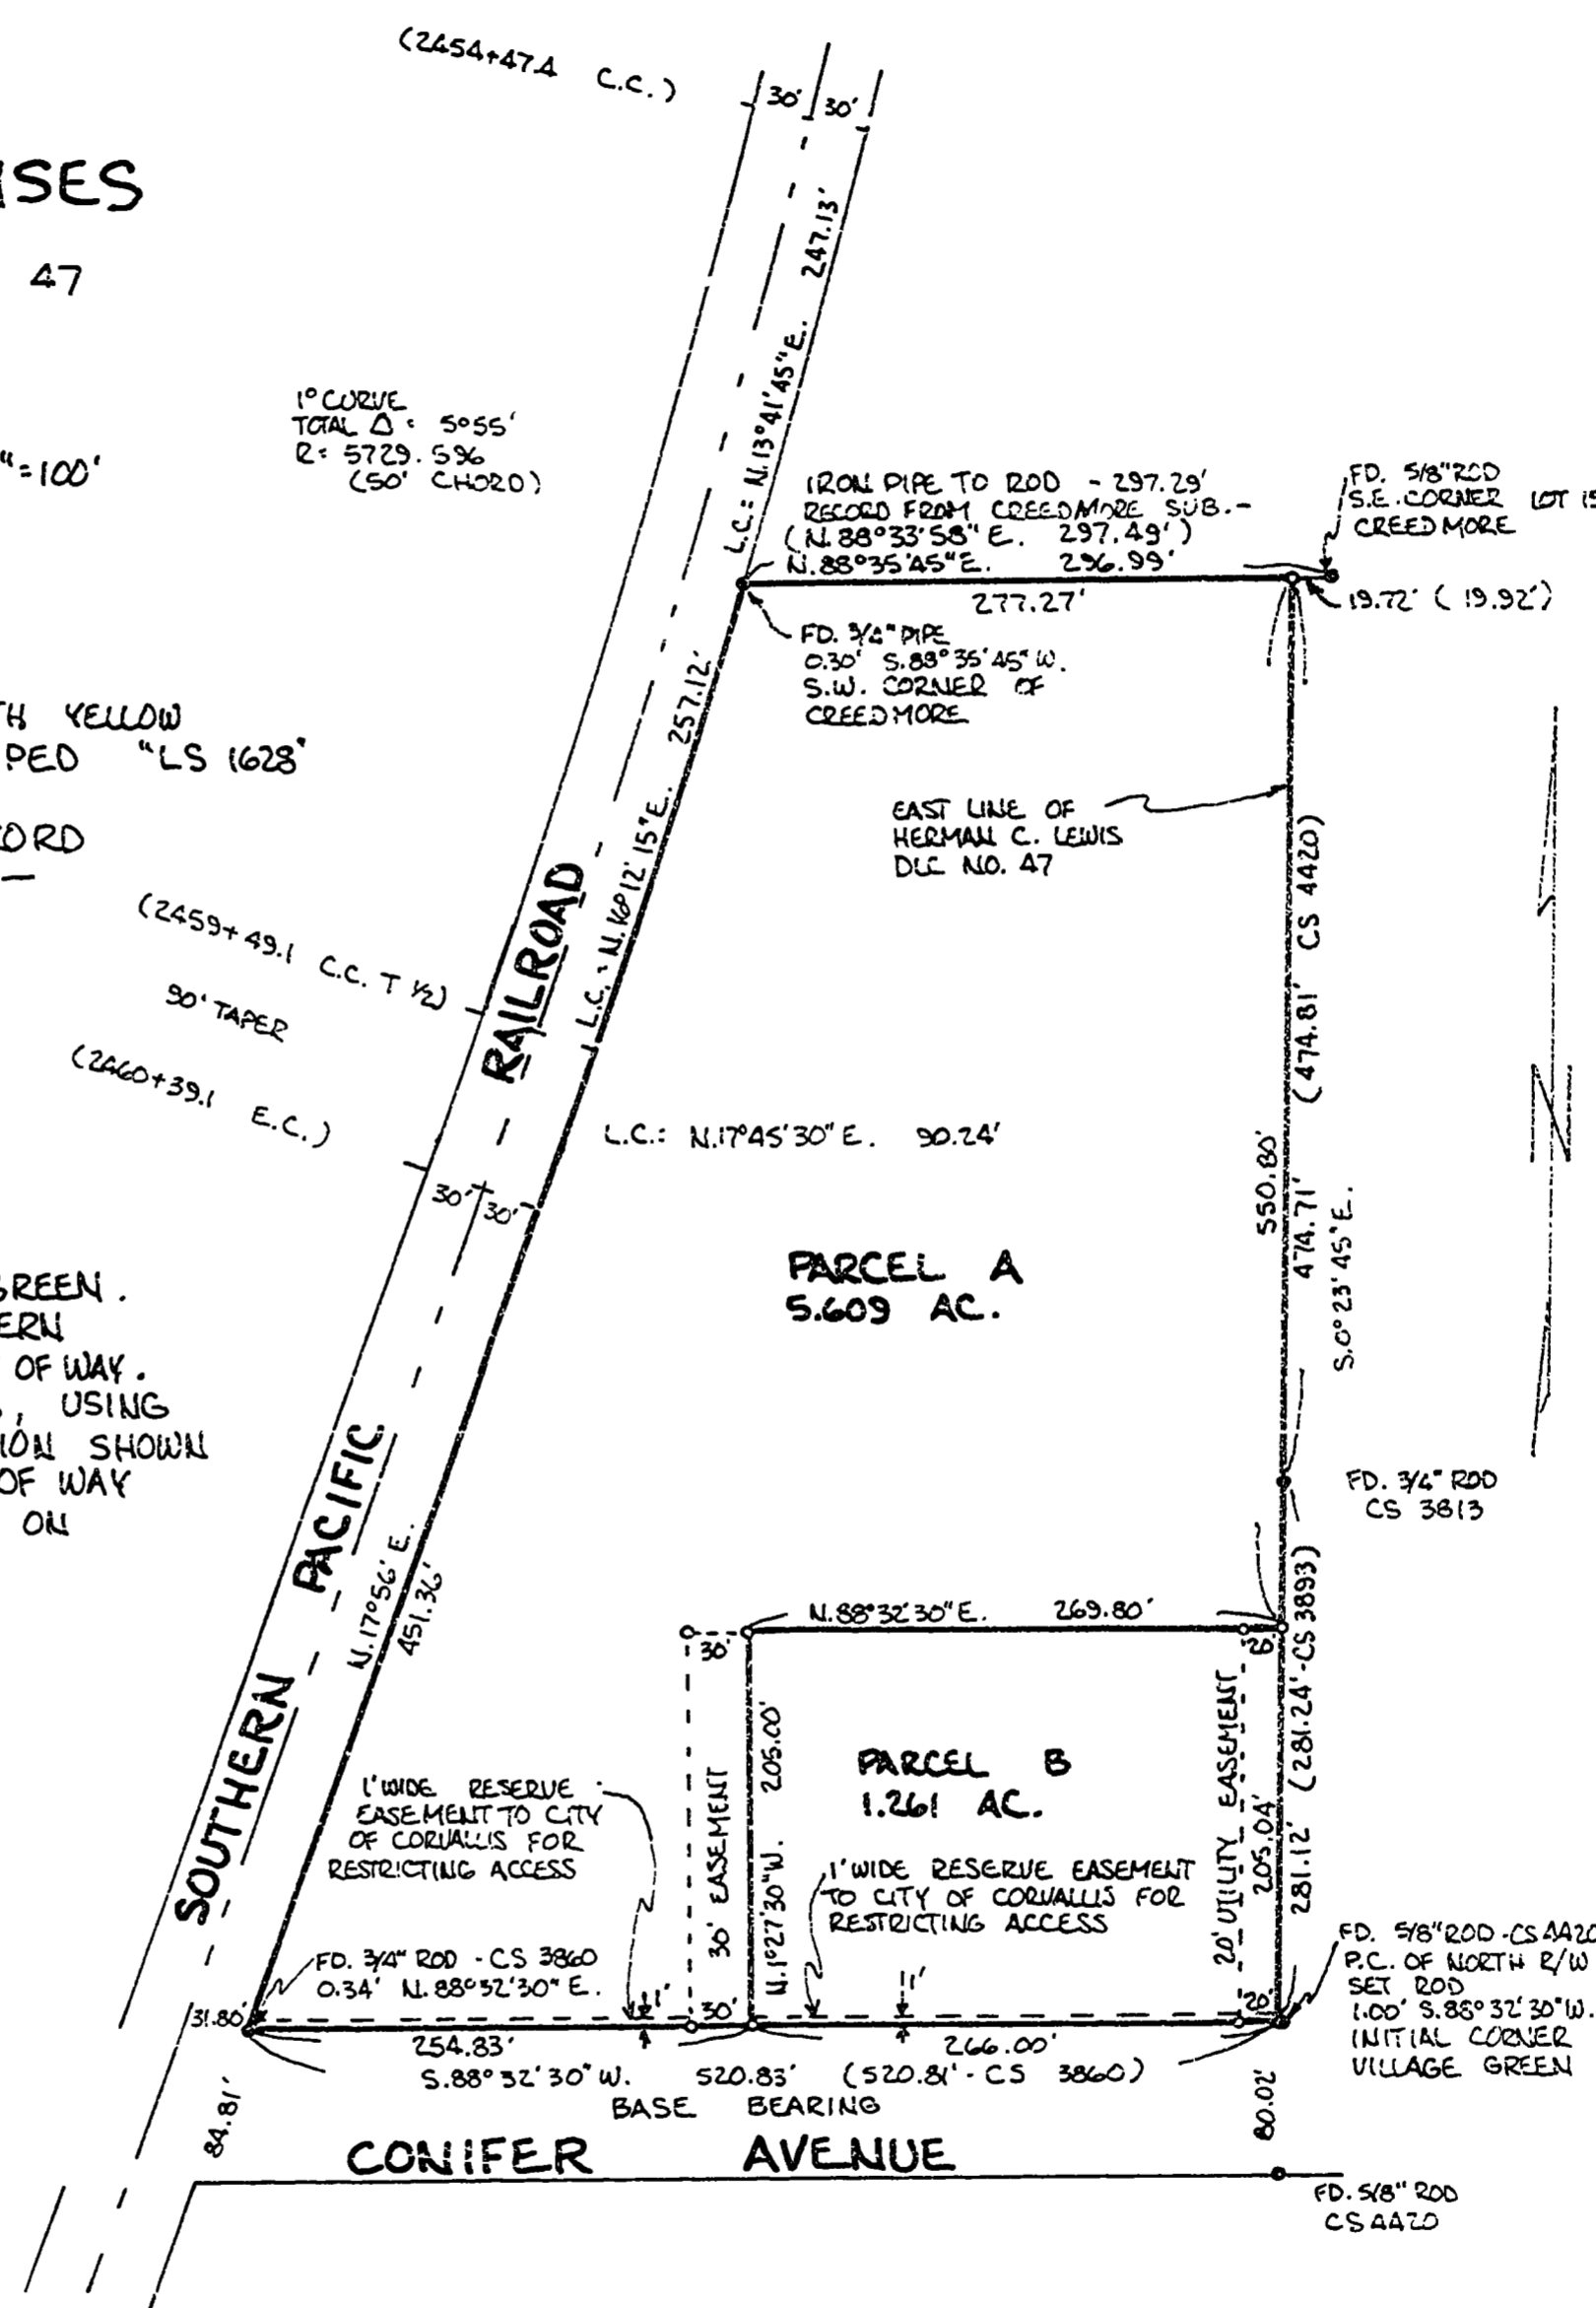 (2454+47.4 C.C.)
30' 30'
ISES
47
247.13'
L.C.: N.13°41'45"E.
1° CURVE
TOTAL Δ = 5°55'
R= 5729.596
(50' CHORD)
"=100'
IRON PIPE TO ROD - 297.29'
RECORD FROM CREEDMORE SUB.-
(N.88°33'58"E. 297.49')
N.88°35'45"E. 296.99'
277.27'
FD. 5/8" ROD
S.E. CORNER LOT 15
CREEDMORE
19.72' (19.92')
FD. 3/4" PIPE
0.30' S.88°35'45"W.
S.W. CORNER OF
CREEDMORE
257.12'
L.C.: N.16°12'15"E.
TH YELLOW
PED "LS 1628"
CORD
EAST LINE OF
HERMAN C. LEWIS
DLC NO. 47
(474.81' CS 4420)
550.80'
474.71'
S.0°23'45"E.
N
(2459+49.1 C.C. T ½)
90' TAPER
(2460+39.1 E.C.)
L.C.: N.17°45'30"E. 90.24'
30' 30'
SOUTHERN PACIFIC RAILROAD
PARCEL A
5.609 AC.
GREEN.
ERN
OF WAY.
, USING
ION SHOWN
OF WAY
ON
N.17°56'E.
451.36'
FD. 3/4" ROD
CS 3813
N.88°32'30"E. 269.80'
30'
20'
(281.24'-CS 3893)
281.12'
205.04'
20' UTILITY EASEMENT
205.00'
N.1°27'30"W.
30' EASEMENT
PARCEL B
1.261 AC.
1' WIDE RESERVE
EASEMENT TO CITY
OF CORVALLIS FOR
RESTRICTING ACCESS
1' WIDE RESERVE EASEMENT
TO CITY OF CORVALLIS FOR
RESTRICTING ACCESS
FD. 3/4" ROD - CS 3860
0.34' N.88°32'30"E.
31.80'
1'
30'
1'
20'
FD. 5/8" ROD - CS 4420
P.C. OF NORTH R/W
SET ROD
1.00' S.88°32'30"W.
INITIAL CORNER
VILLAGE GREEN
254.83'
266.00'
S.88°32'30"W. 520.83' (520.81'-CS 3860)
BASE BEARING
84.81'
80.02'
CONIFER AVENUE
FD. 5/8" ROD
CS 4420